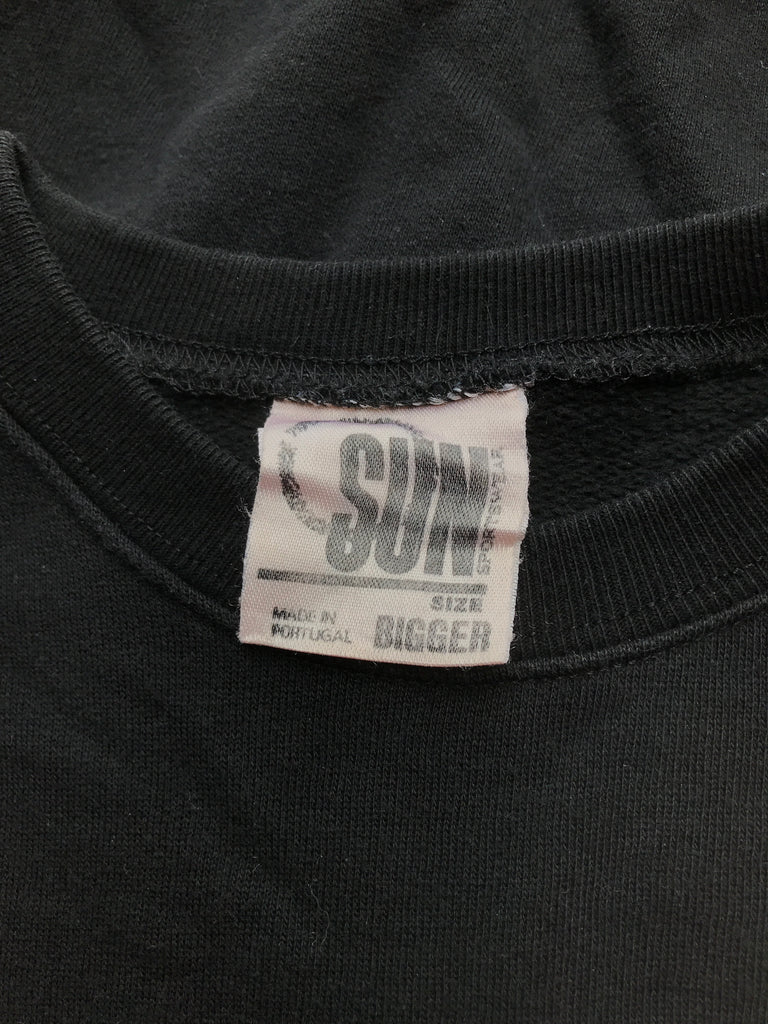 SUN
SPORTSWEAR
SIZE
MADE IN
PORTUGAL
BIGGER